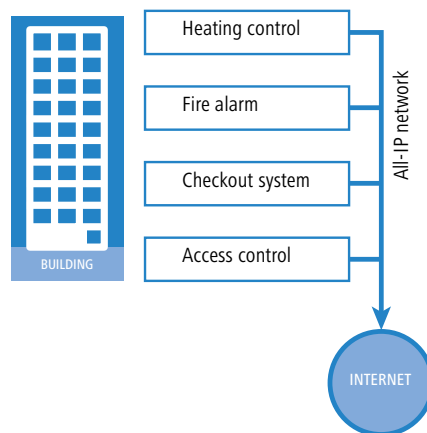 Heating control
Fire alarm
Checkout system
Access control
All-IP network
BUILDING
INTERNET